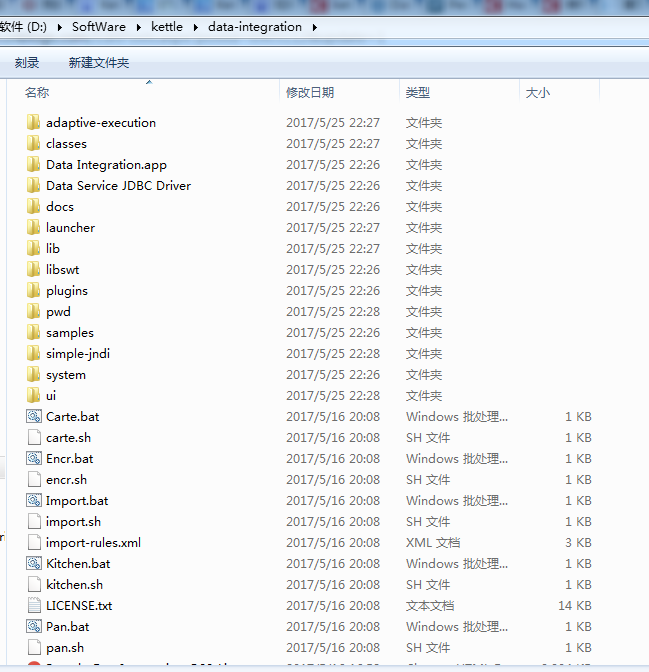 软件 (D:) SoftWare kettle data-integration
刻录 新建文件夹
名称 修改日期 类型 大小
adaptive-execution 2017/5/25 22:27 文件夹
classes 2017/5/25 22:27 文件夹
Data Integration.app 2017/5/25 22:26 文件夹
Data Service JDBC Driver 2017/5/25 22:26 文件夹
docs 2017/5/25 22:26 文件夹
launcher 2017/5/25 22:27 文件夹
lib 2017/5/25 22:27 文件夹
libswt 2017/5/25 22:26 文件夹
plugins 2017/5/25 22:27 文件夹
pwd 2017/5/25 22:28 文件夹
samples 2017/5/25 22:26 文件夹
simple-jndi 2017/5/25 22:28 文件夹
system 2017/5/25 22:26 文件夹
ui 2017/5/25 22:28 文件夹
Carte.bat 2017/5/16 20:08 Windows 批处理... 1 KB
carte.sh 2017/5/16 20:08 SH 文件 1 KB
Encr.bat 2017/5/16 20:08 Windows 批处理... 1 KB
encr.sh 2017/5/16 20:08 SH 文件 1 KB
Import.bat 2017/5/16 20:08 Windows 批处理... 1 KB
import.sh 2017/5/16 20:08 SH 文件 1 KB
import-rules.xml 2017/5/16 20:08 XML 文档 3 KB
Kitchen.bat 2017/5/16 20:08 Windows 批处理... 1 KB
kitchen.sh 2017/5/16 20:08 SH 文件 1 KB
LICENSE.txt 2017/5/16 20:08 文本文档 14 KB
Pan.bat 2017/5/16 20:08 Windows 批处理... 1 KB
pan.sh 2017/5/16 20:08 SH 文件 1 KB